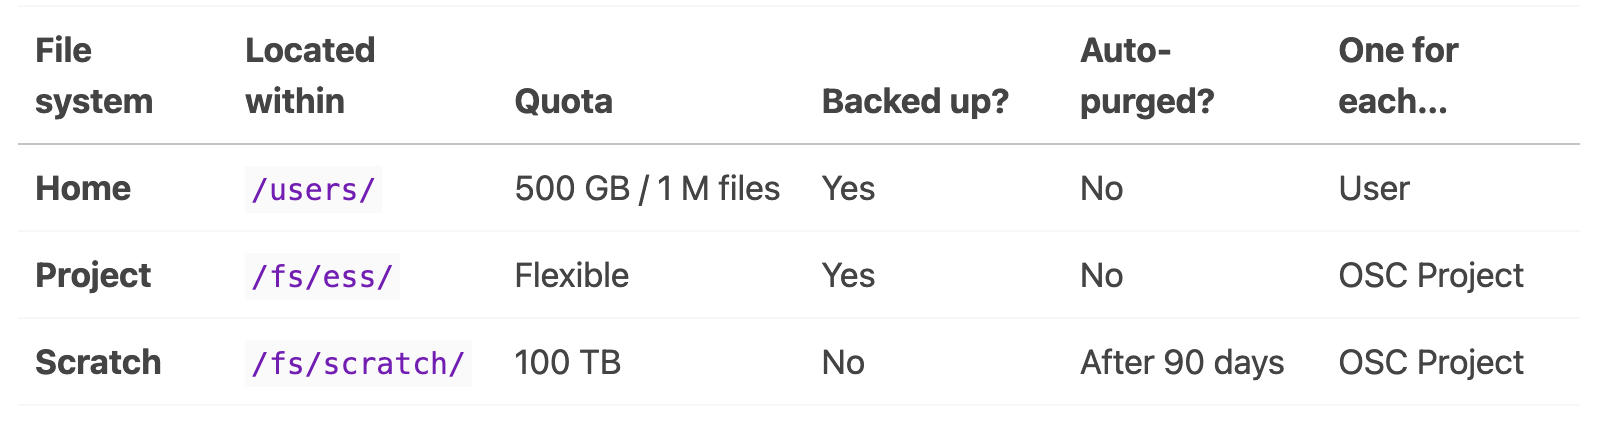 File system Located within Quota Backed up? Auto-purged? One for each...
Home /users/ 500 GB / 1 M files Yes No User
Project /fs/ess/ Flexible Yes No OSC Project
Scratch /fs/scratch/ 100 TB No After 90 days OSC Project